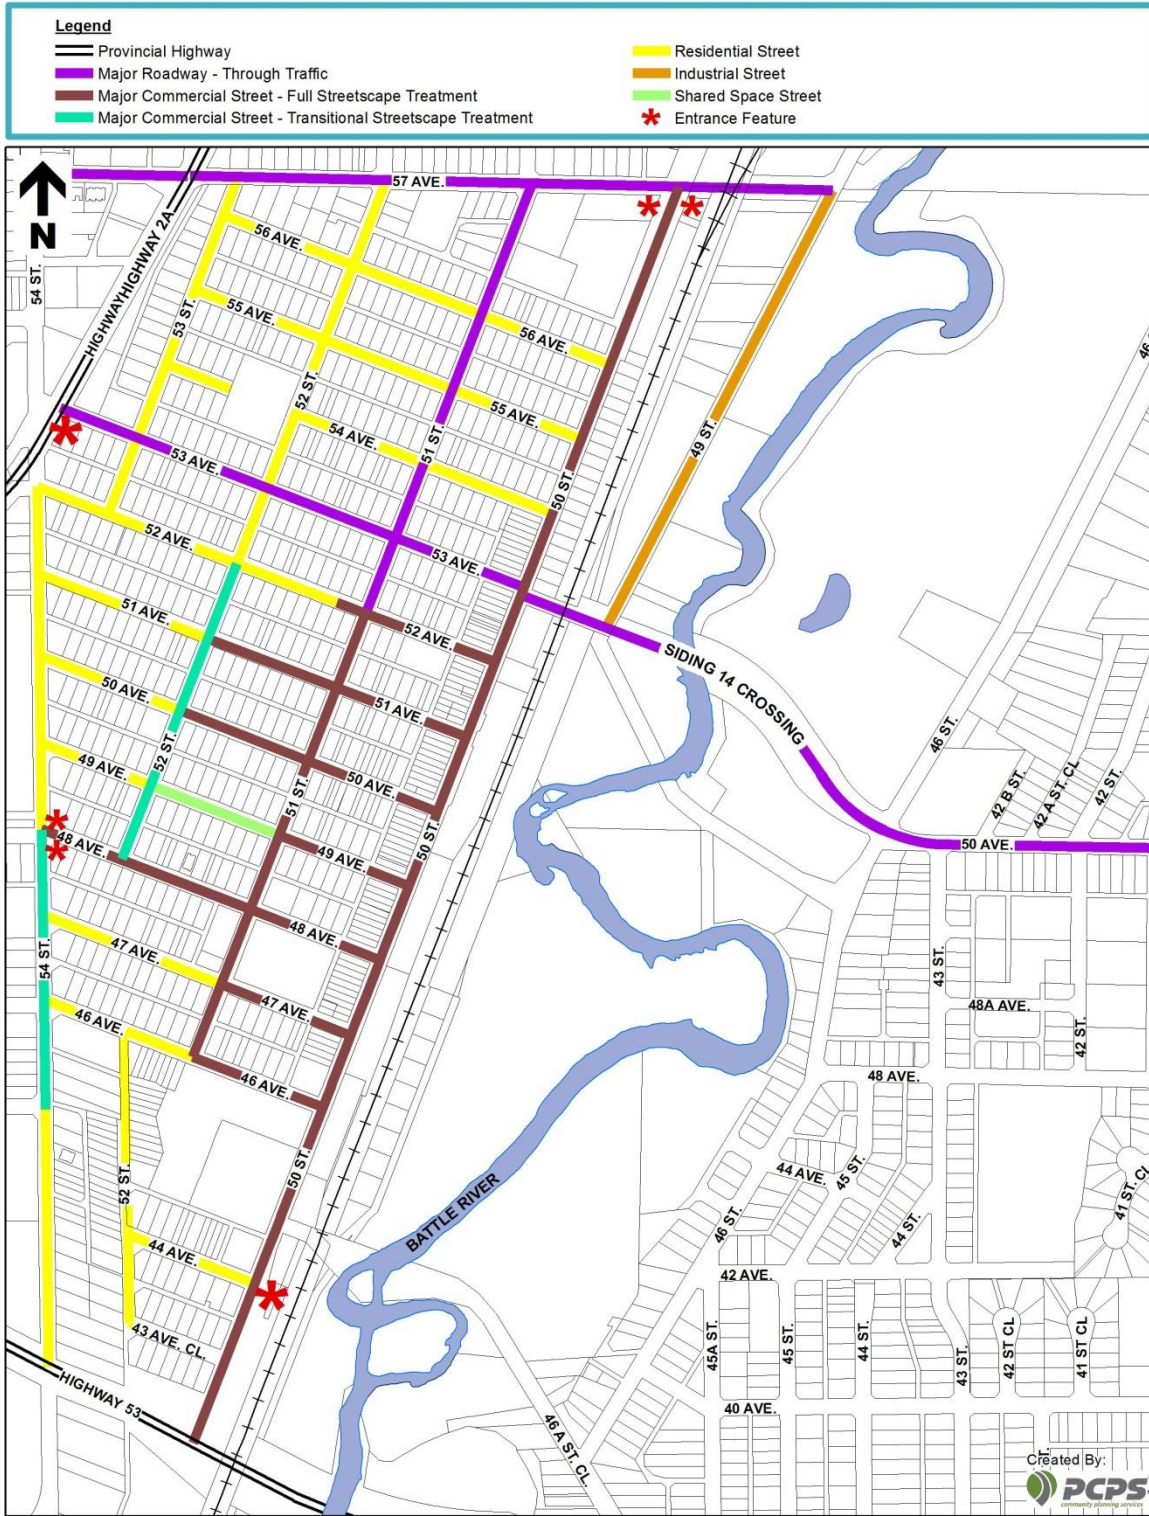 Legend
Provincial Highway
Major Roadway - Through Traffic
Major Commercial Street - Full Streetscape Treatment
Major Commercial Street - Transitional Streetscape Treatment
Residential Street
Industrial Street
Shared Space Street
Entrance Feature
N
57 AVE.
54 ST.
HIGHWAYHIGHWAY 2A
56 AVE.
55 AVE.
53 ST.
52 ST.
56 AVE.
55 AVE.
54 AVE.
51 ST.
49 ST.
50 ST.
53 AVE.
52 AVE.
53 AVE.
51 AVE.
52 AVE.
SIDING 14 CROSSING
50 AVE.
51 AVE.
46 ST.
46
49 AVE.
52 ST.
50 AVE.
51 ST.
42 B ST.
42 A ST. CL
42 ST.
48 AVE.
49 AVE.
50 ST.
50 AVE.
48 AVE.
47 AVE.
54 ST.
43 ST.
47 AVE.
48A AVE.
46 AVE.
42 ST.
46 AVE.
48 AVE.
52 ST.
50 ST.
44 AVE.
45 ST.
41 ST. CL
BATTLE RIVER
46 ST.
44 ST.
44 AVE.
42 AVE.
43 AVE. CL.
45A ST.
45 ST.
44 ST.
43 ST.
42 ST CL
41 ST CL
HIGHWAY 53
40 AVE.
46 A ST. CL.
T.
Created By:
PCPS
community planning services